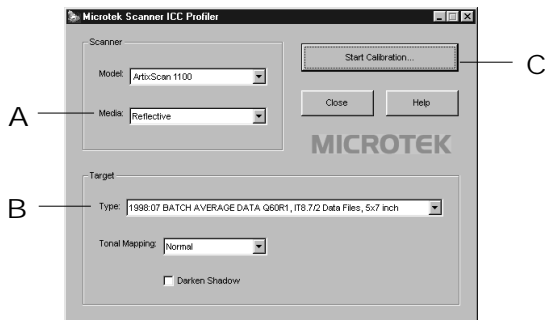 Microtek Scanner ICC Profiler
Scanner
Model: ArtixScan 1100
Media: Reflective
A
Start Calibration...
C
Close Help
MICROTEK
Target
B
Type: 1998:07 BATCH AVERAGE DATA Q60R1, IT8.7/2 Data Files, 5x7 inch
Tonal Mapping: Normal
Darken Shadow